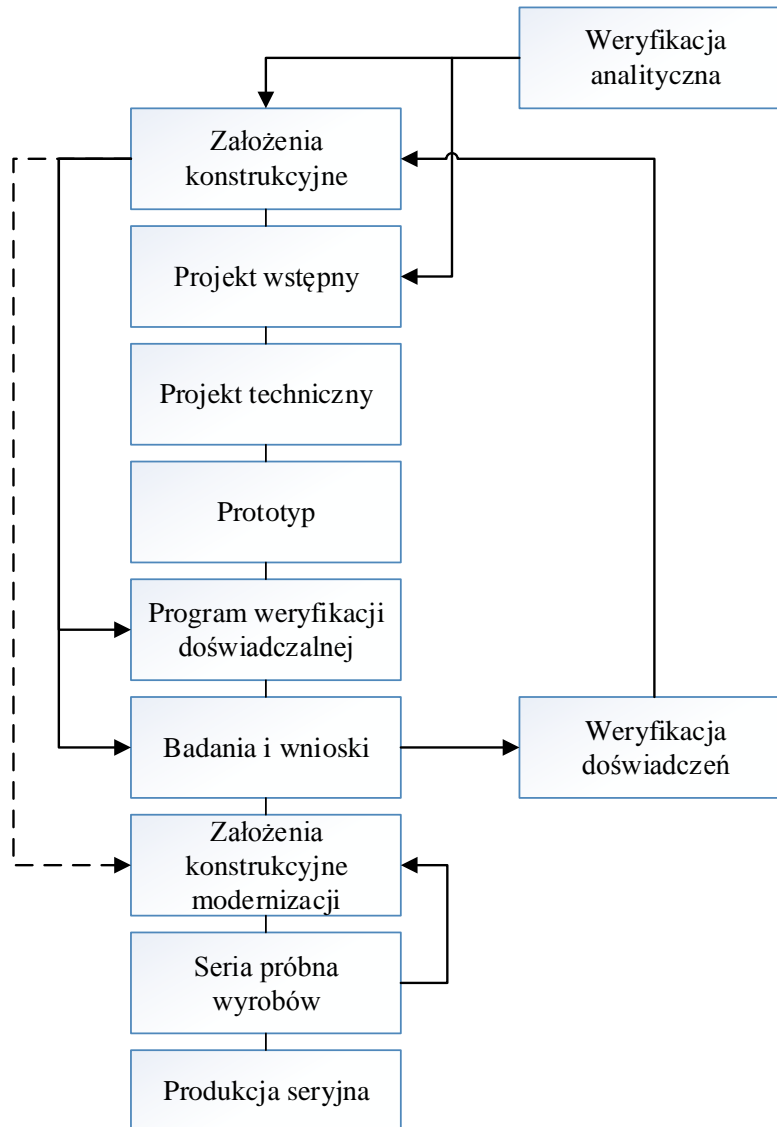 Weryfikacja
analityczna
Założenia
konstrukcyjne
Projekt wstępny
Projekt techniczny
Prototyp
Program weryfikacji
doświadczalnej
Badania i wnioski
Weryfikacja
doświadczeń
Założenia
konstrukcyjne
modernizacji
Seria próbna
wyrobów
Produkcja seryjna